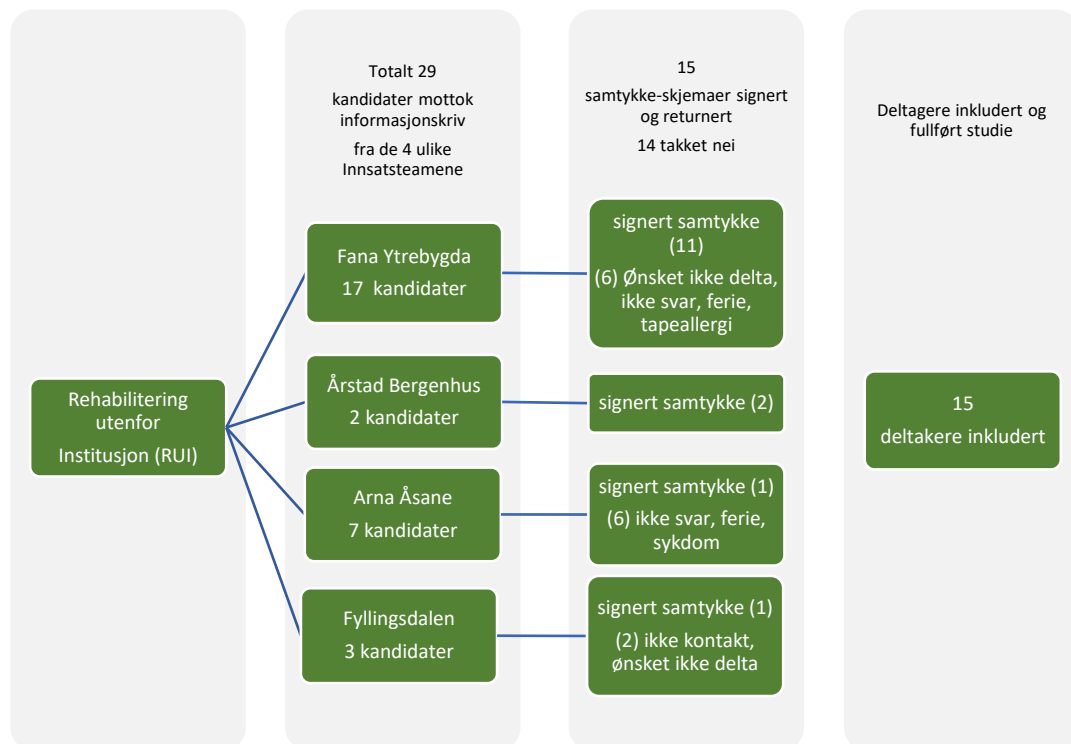 Totalt 29
kandidater mottok
informasjonskriv
fra de 4 ulike
Innsatsteamene
15
samtykke-skjemaer signert
og returnert
14 takket nei
Deltagere inkludert og
fullført studie
Rehabilitering
utenfor
Institusjon (RUI)
Fana Ytrebygda
17 kandidater
signert samtykke
(11)
(6) Ønsket ikke delta,
ikke svar, ferie,
tapeallergi
Årstad Bergenhus
2 kandidater
signert samtykke (2)
Arna Åsane
7 kandidater
signert samtykke (1)
(6) ikke svar, ferie,
sykdom
Fyllingsdalen
3 kandidater
signert samtykke (1)
(2) ikke kontakt,
ønsket ikke delta
15
deltakere inkludert